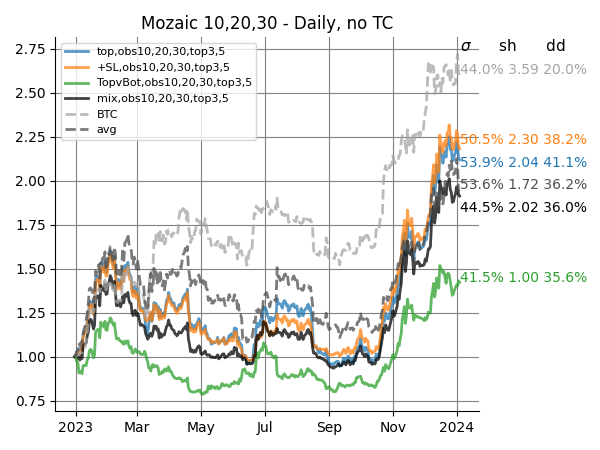 Mozaic 10,20,30 - Daily, no TC
σ sh dd
top,obs10,20,30,top3,5
+SL,obs10,20,30,top3,5
TopvBot,obs10,20,30,top3,5
mix,obs10,20,30,top3,5
BTC
avg
44.0% 3.59 20.0%
50.5% 2.30 38.2%
53.9% 2.04 41.1%
53.6% 1.72 36.2%
44.5% 2.02 36.0%
41.5% 1.00 35.6%
2.75
2.50
2.25
2.00
1.75
1.50
1.25
1.00
0.75
2023 Mar May Jul Sep Nov 2024